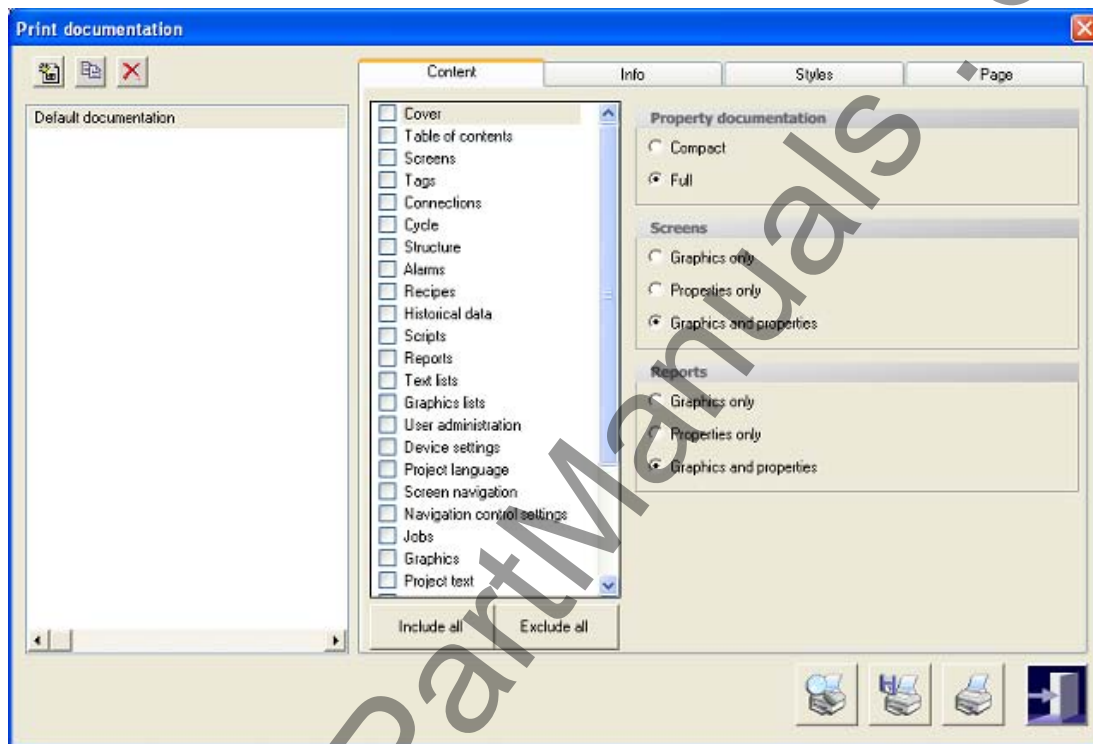 Print documentation
Default documentation
Content
Info
Styles
Page
Cover
Table of contents
Screens
Tags
Connections
Cycle
Structure
Alarms
Recipes
Historical data
Scripts
Reports
Text lists
Graphics lists
User administration
Device settings
Project language
Screen navigation
Navigation control settings
Jobs
Graphics
Project text
Include all
Exclude all
Property documentation
Compact
Full
Screens
Graphics only
Properties only
Graphics and properties
Reports
Graphics only
Properties only
Graphics and properties
PartManuals